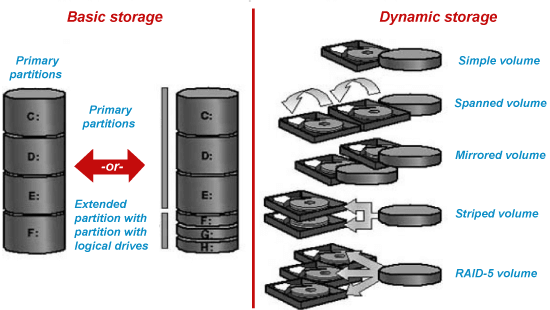 Basic storage
Primary
partitions
C:
D:
E:
F:
Primary
partitions
-or-
Extended
partition with
partition with
logical drives
C:
D:
E:
F:
G:
H:
Dynamic storage
Simple volume
Spanned volume
Mirrored volume
Striped volume
RAID-5 volume